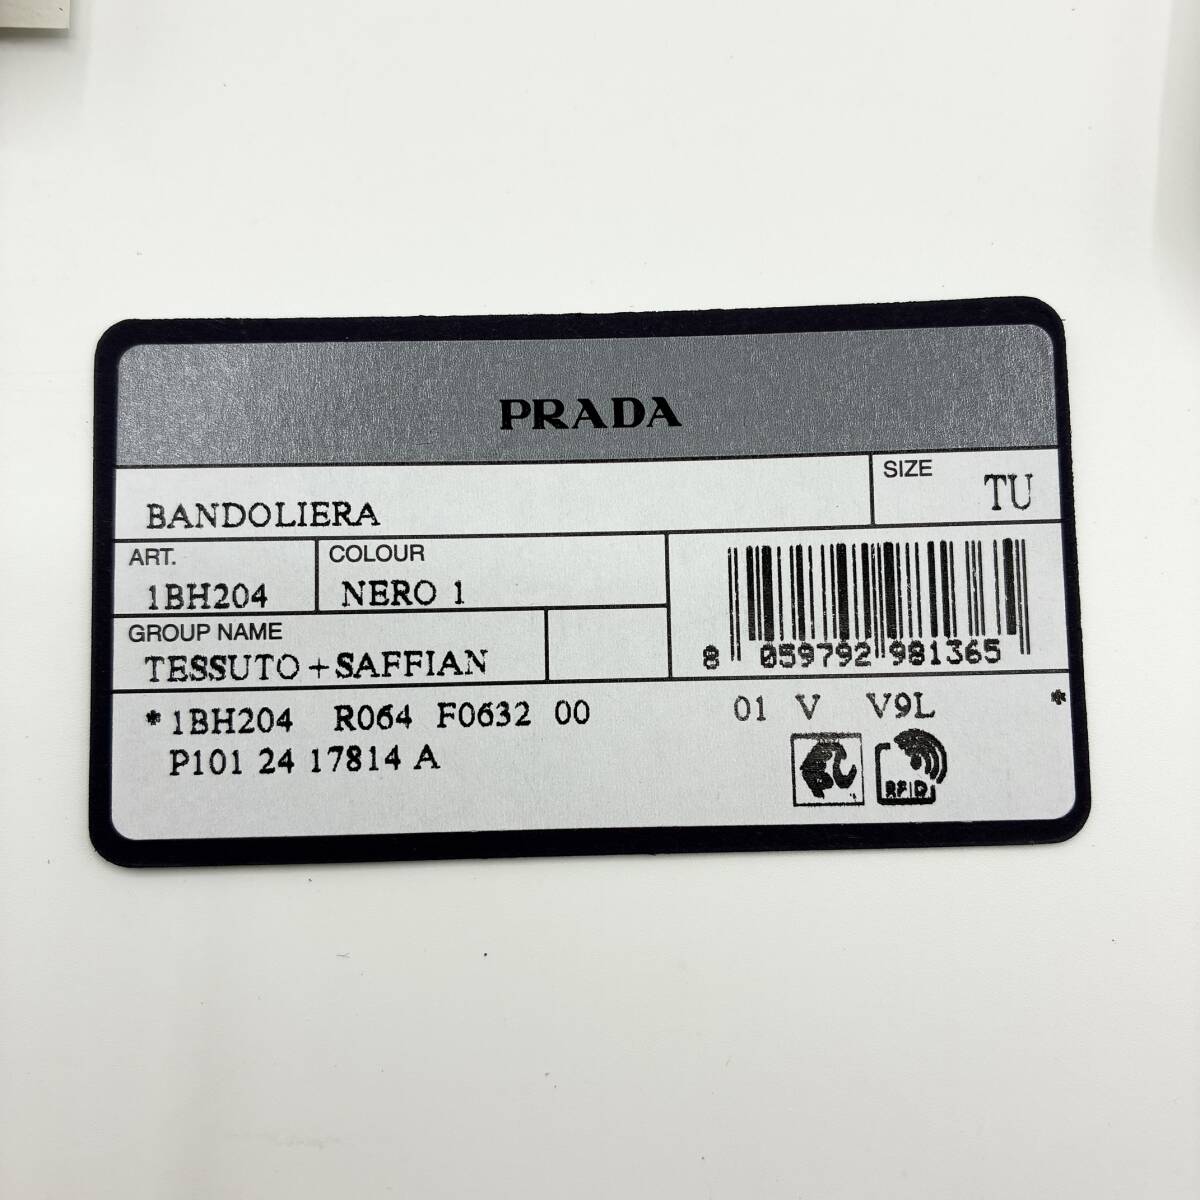 PRADA
BANDOLIERA
SIZE
TU
ART.
1BH204
COLOUR
NERO 1
GROUP NAME
TESSUTO+SAFFIAN
8 059792 981365
*1BH204 R064 F0632 00 01 V V9L *
P101 24 17814 A
RFID